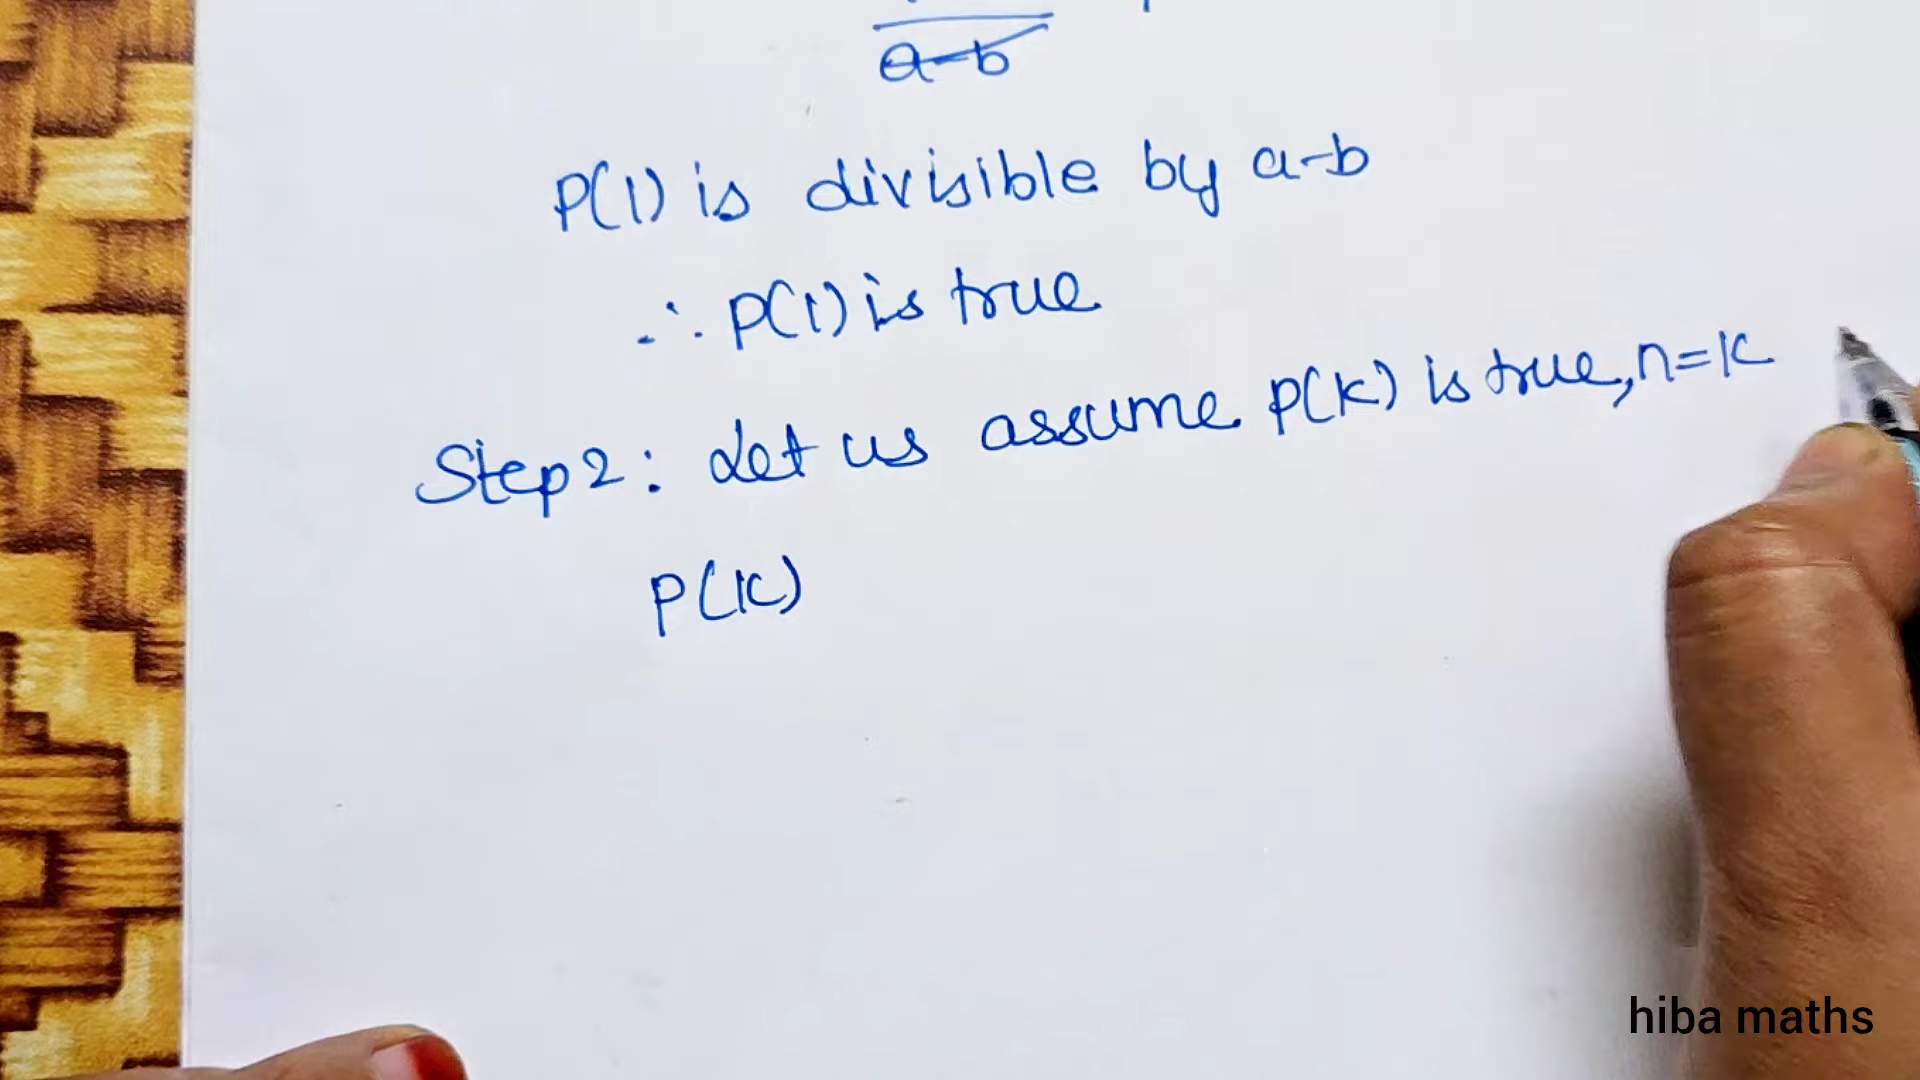 a-b
P(1) is divisible by a-b
∴ P(1) is true
Step 2: Let us assume P(K) is true, n=K
P(K)
hiba maths